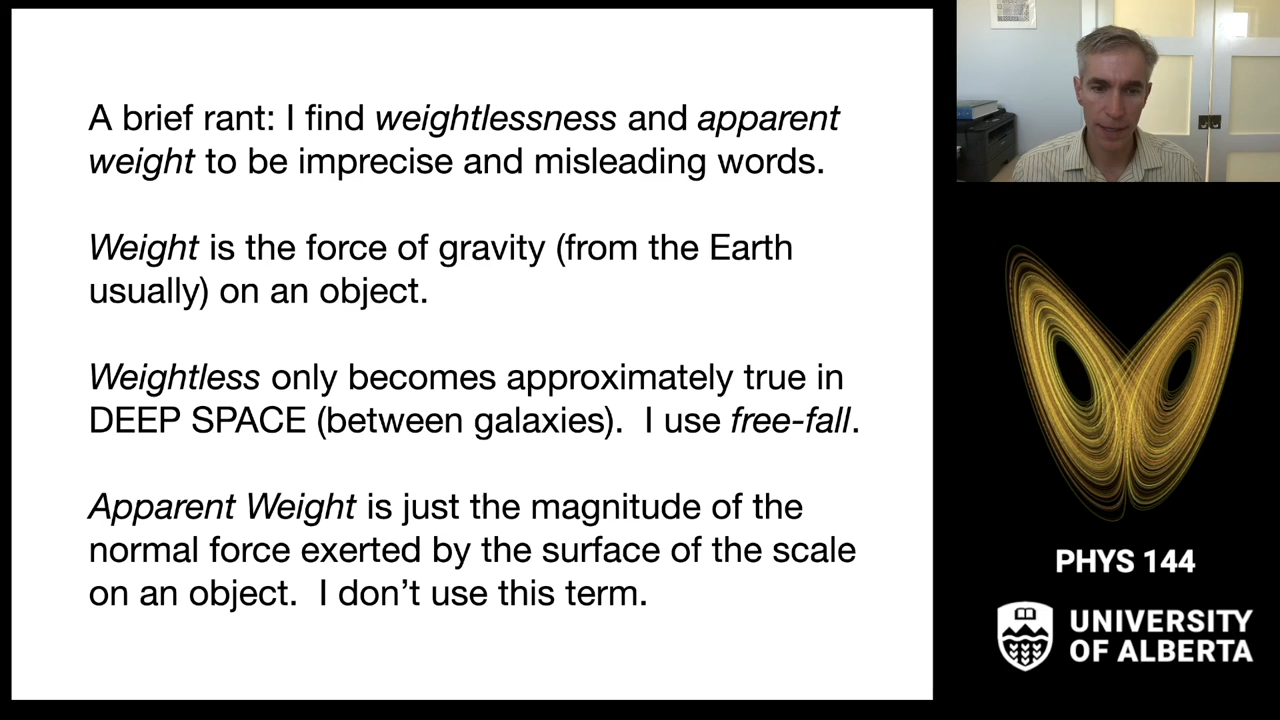 A brief rant: I find weightlessness and apparent
weight to be imprecise and misleading words.
Weight is the force of gravity (from the Earth
usually) on an object.
Weightless only becomes approximately true in
DEEP SPACE (between galaxies).  I use free-fall.
Apparent Weight is just the magnitude of the
normal force exerted by the surface of the scale
on an object.  I don’t use this term.
PHYS 144
UNIVERSITY
OF ALBERTA